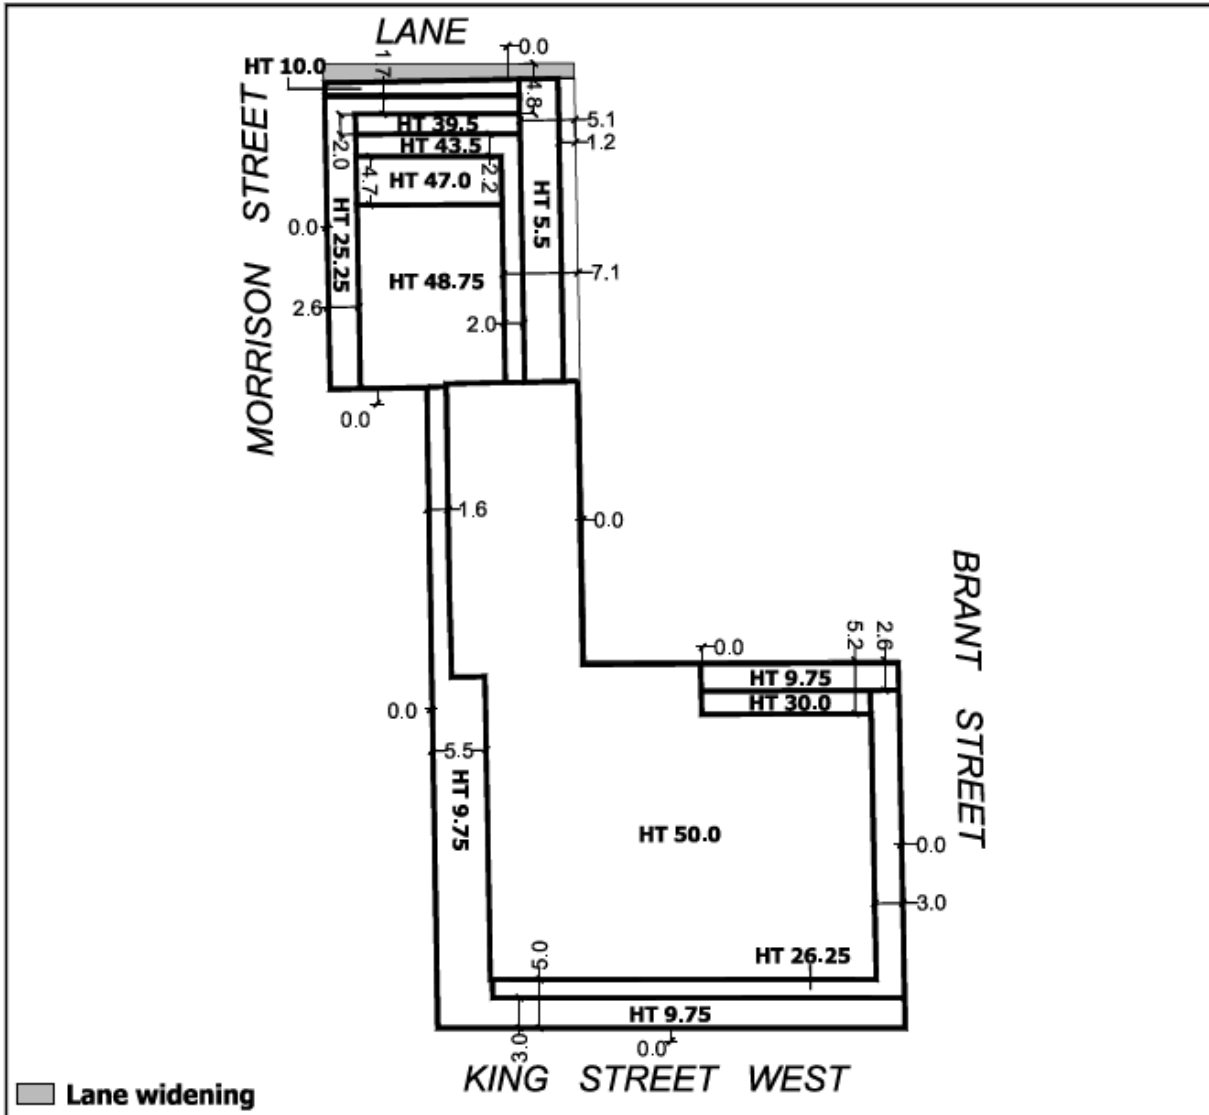 LANE
0.0
HT 10.0
1.7
4.8
HT 39.5
5.1
2.0
HT 43.5
1.2
4.7
HT 47.0
2.2
MORRISON STREET
HT 25.25
HT 5.5
0.0
7.1
HT 48.75
2.6
2.0
0.0
1.6
0.0
BRANT STREET
0.0
5.2
2.6
HT 9.75
HT 30.0
0.0
5.5
HT 9.75
HT 50.0
0.0
3.0
5.0
HT 26.25
HT 9.75
3.0
0.0
KING STREET WEST
Lane widening